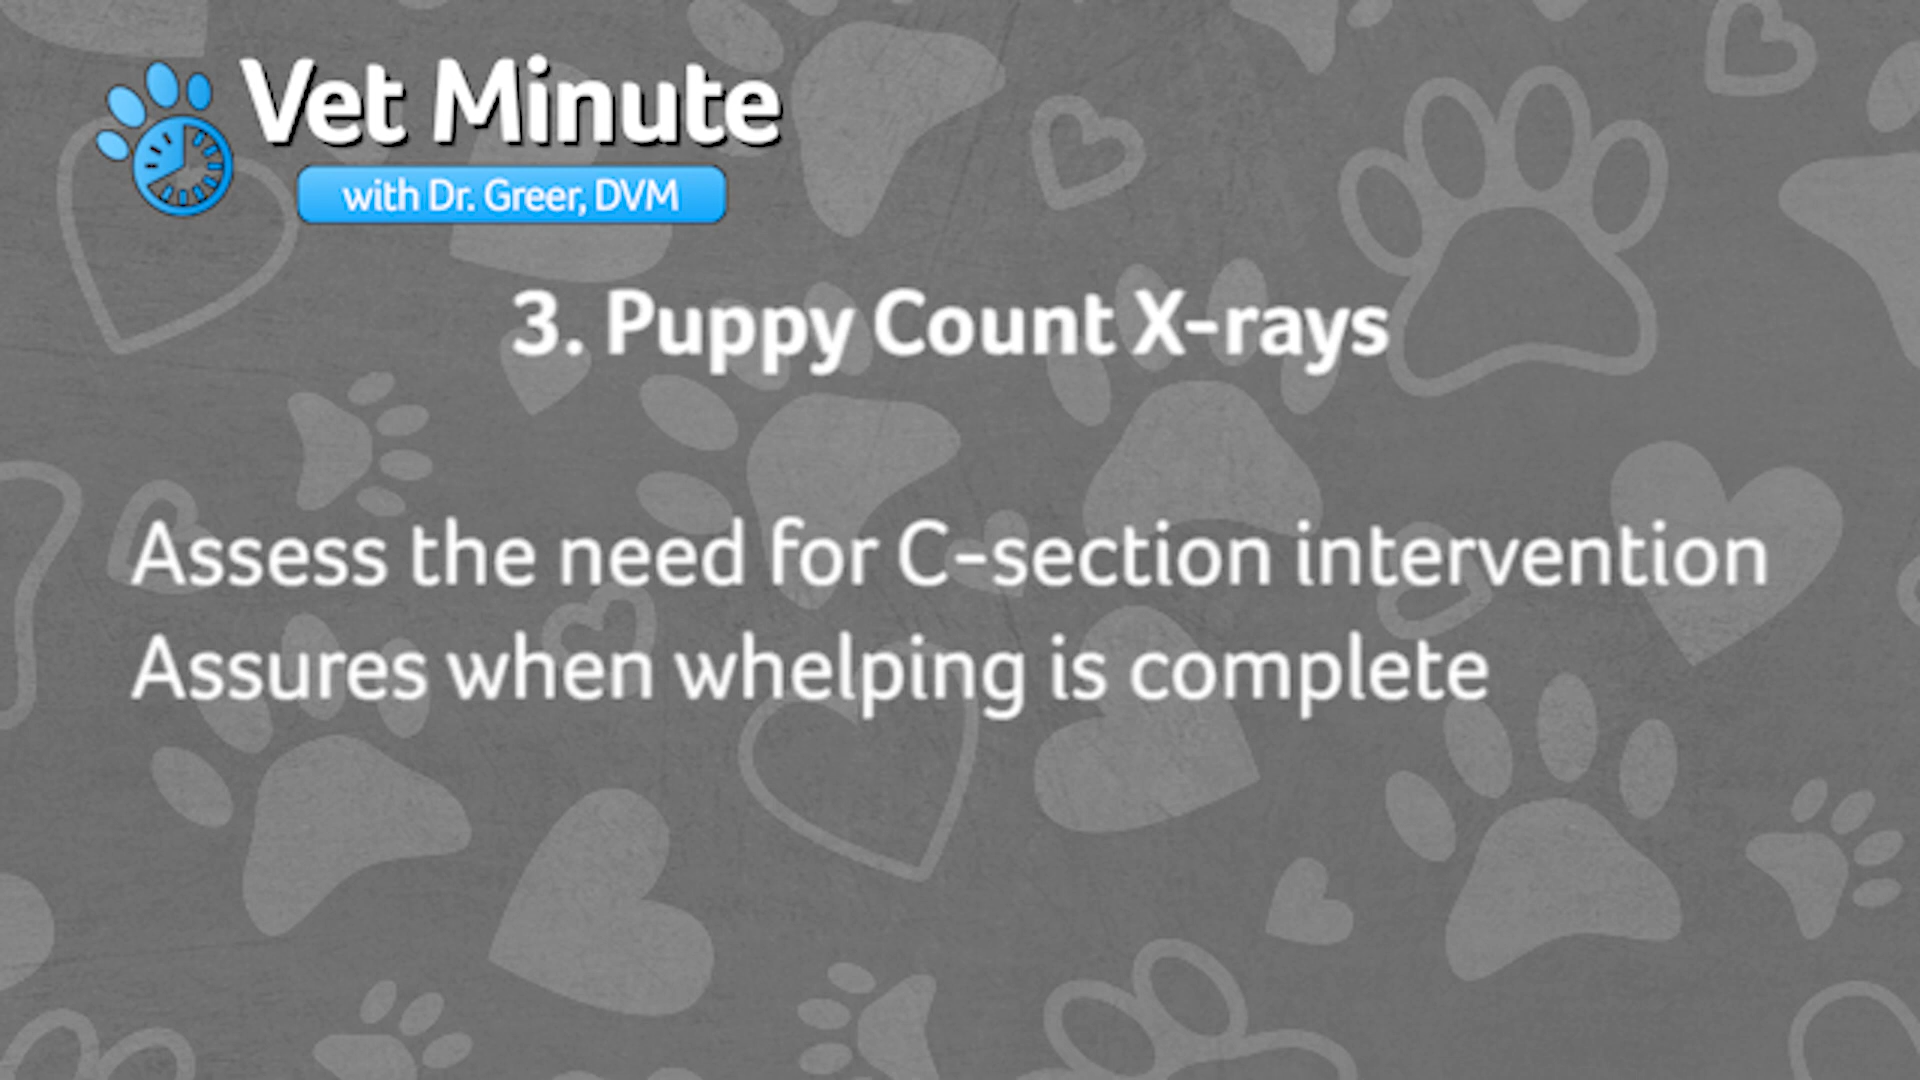 Vet Minute
with Dr. Greer, DVM
3. Puppy Count X-rays
Assess the need for C-section intervention
Assures when whelping is complete